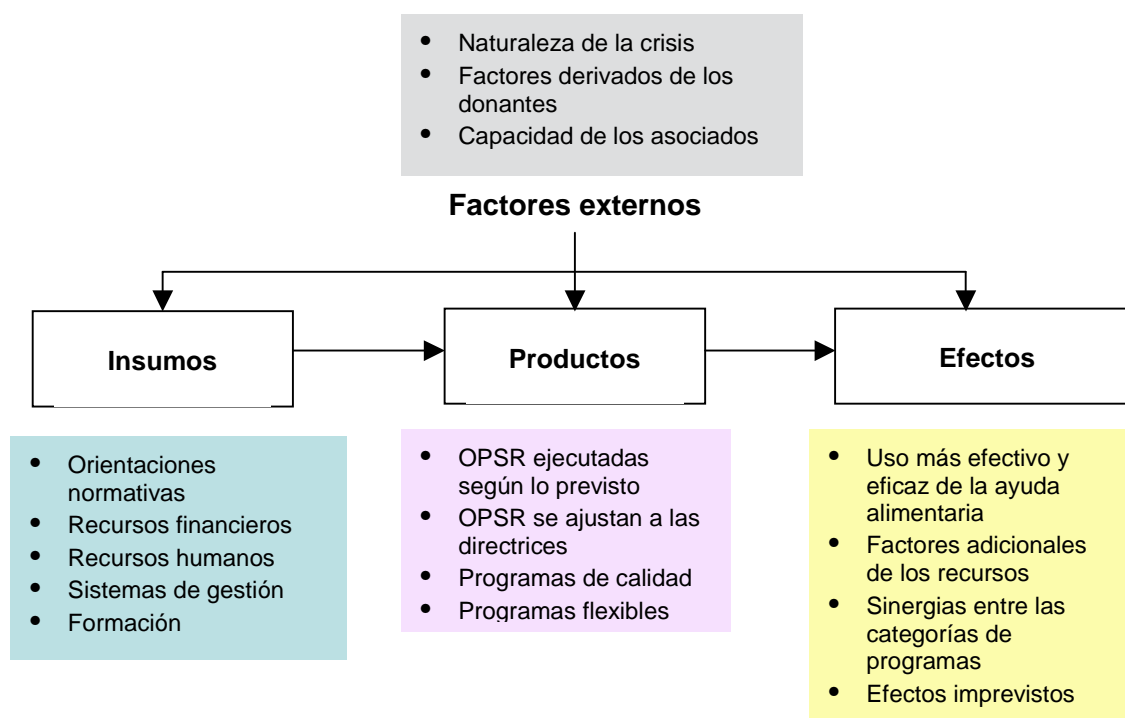 • Naturaleza de la crisis
• Factores derivados de los
donantes
• Capacidad de los asociados
Factores externos
Insumos
Productos
Efectos
• Orientaciones
normativas
• Recursos financieros
• Recursos humanos
• Sistemas de gestión
• Formación
• OPSR ejecutadas
según lo previsto
• OPSR se ajustan a las
directrices
• Programas de calidad
• Programas flexibles
• Uso más efectivo y
eficaz de la ayuda
alimentaria
• Factores adicionales
de los recursos
• Sinergias entre las
categorías de
programas
• Efectos imprevistos